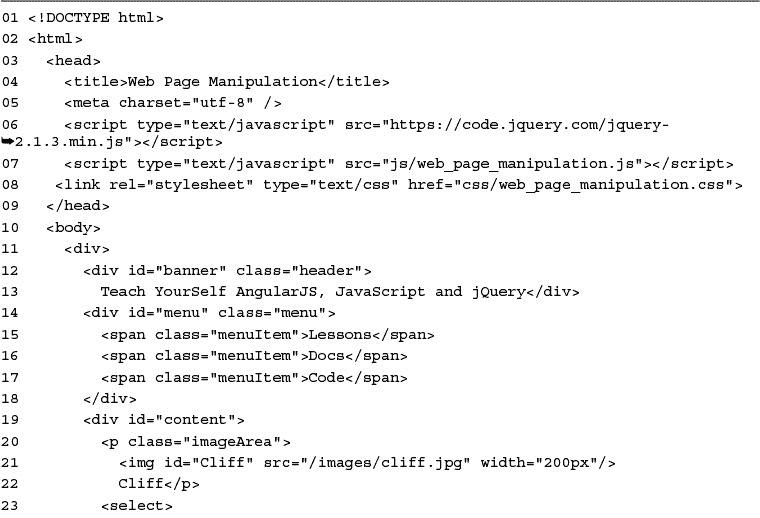 01 <!DOCTYPE html>
02 <html>
03   <head>
04     <title>Web Page Manipulation</title>
05     <meta charset="utf-8" />
06     <script type="text/javascript" src="https://code.jquery.com/jquery-
➥2.1.3.min.js"></script>
07     <script type="text/javascript" src="js/web_page_manipulation.js"></script>
08    <link rel="stylesheet" type="text/css" href="css/web_page_manipulation.css">
09   </head>
10   <body>
11     <div>
12       <div id="banner" class="header">
13         Teach YourSelf AngularJS, JavaScript and jQuery</div>
14       <div id="menu" class="menu">
15         <span class="menuItem">Lessons</span>
16         <span class="menuItem">Docs</span>
17         <span class="menuItem">Code</span>
18       </div>
19       <div id="content">
20         <p class="imageArea">
21           <img id="Cliff" src="/images/cliff.jpg" width="200px"/>
22           Cliff</p>
23         <select>